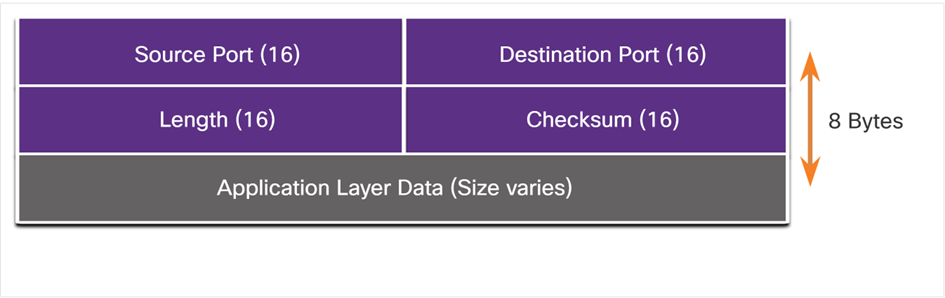 Source Port (16)
Destination Port (16)
Length (16)
Checksum (16)
8 Bytes
Application Layer Data (Size varies)